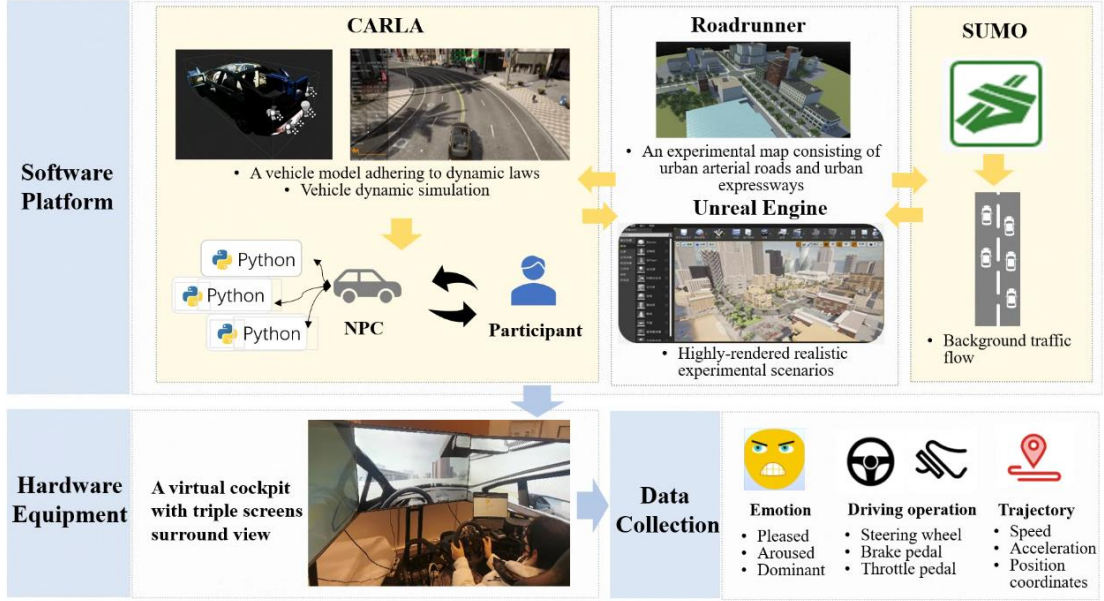 Software
Platform
CARLA
• A vehicle model adhering to dynamic laws
• Vehicle dynamic simulation
Python
Python
Python
NPC
Participant
Roadrunner
• An experimental map consisting of
urban arterial roads and urban
expressways
Unreal Engine
• Highly-rendered realistic
experimental scenarios
SUMO
• Background traffic
flow
Hardware
Equipment
A virtual cockpit
with triple screens
surround view
Data
Collection
Emotion
• Pleased
• Aroused
• Dominant
Driving operation
• Steering wheel
• Brake pedal
• Throttle pedal
Trajectory
• Speed
• Acceleration
• Position
coordinates